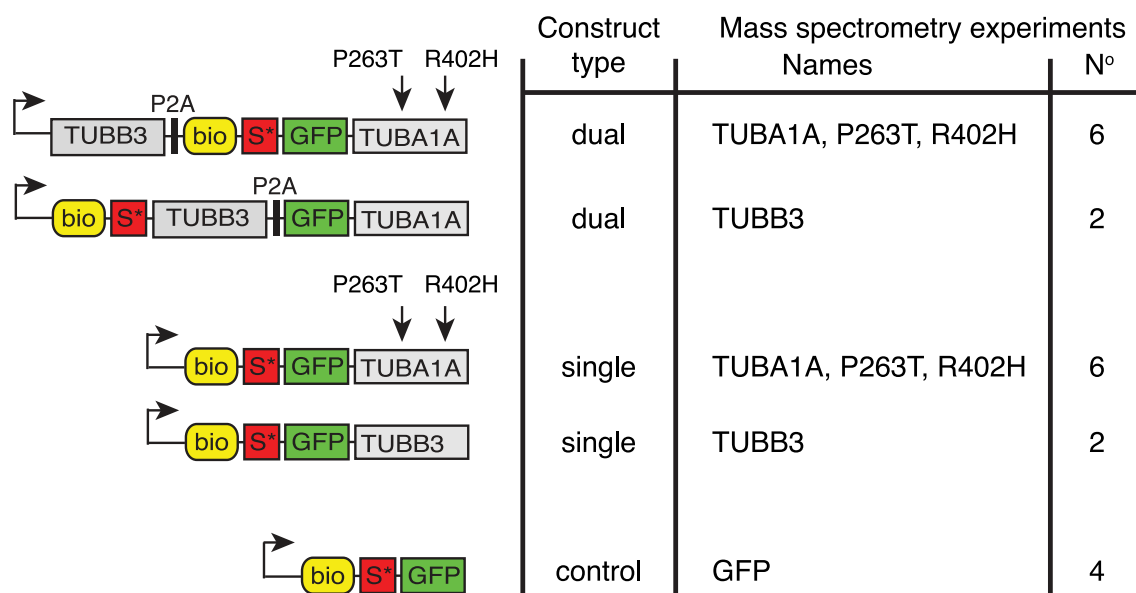 Construct type
Mass spectrometry experiments
Names
Nº
P263T R402H
P2A
TUBB3 bio S* GFP TUBA1A
dual
TUBA1A, P263T, R402H
6
P2A
bio S* TUBB3 GFP TUBA1A
dual
TUBB3
2
P263T R402H
bio S* GFP TUBA1A
single
TUBA1A, P263T, R402H
6
bio S* GFP TUBB3
single
TUBB3
2
bio S* GFP
control
GFP
4